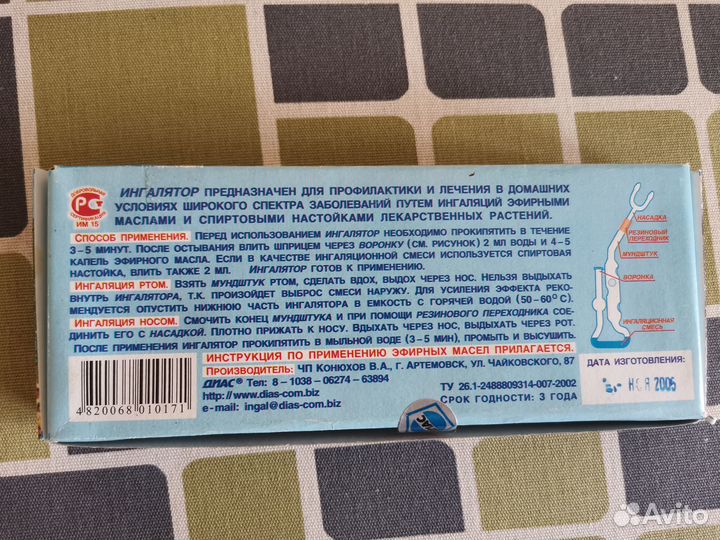 ДОБРОВОЛЬНАЯ
СЕРТИФИКАЦИЯ
ИМ 15
ИНГАЛЯТОР ПРЕДНАЗНАЧЕН ДЛЯ ПРОФИЛАКТИКИ И ЛЕЧЕНИЯ В ДОМАШНИХ
УСЛОВИЯХ ШИРОКОГО СПЕКТРА ЗАБОЛЕВАНИЙ ПУТЕМ ИНГАЛЯЦИЙ ЭФИРНЫМИ
МАСЛАМИ И СПИРТОВЫМИ НАСТОЙКАМИ ЛЕКАРСТВЕННЫХ РАСТЕНИЙ.
СПОСОБ ПРИМЕНЕНИЯ. ПЕРЕД ИСПОЛЬЗОВАНИЕМ ИНГАЛЯТОР НЕОБХОДИМО ПРОКИПЯТИТЬ В ТЕЧЕНИЕ
3–5 МИНУТ. ПОСЛЕ ОСТЫВАНИЯ ВЛИТЬ ШПРИЦЕМ ЧЕРЕЗ ВОРОНКУ (СМ. РИСУНОК) 2 МЛ ВОДЫ И 4–5
КАПЕЛЬ ЭФИРНОГО МАСЛА. ЕСЛИ В КАЧЕСТВЕ ИНГАЛЯЦИОННОЙ СМЕСИ ИСПОЛЬЗУЕТСЯ СПИРТОВАЯ
НАСТОЙКА, ВЛИТЬ ТАКЖЕ 2 МЛ. ИНГАЛЯТОР ГОТОВ К ПРИМЕНЕНИЮ.
ИНГАЛЯЦИЯ РТОМ. ВЗЯТЬ МУНДШТУК РТОМ, СДЕЛАТЬ ВДОХ, ВЫДОХ ЧЕРЕЗ НОС. НЕЛЬЗЯ ВЫДЫХАТЬ
ВНУТРЬ ИНГАЛЯТОРА, Т.К. ПРОИЗОЙДЕТ ВЫБРОС СМЕСИ НАРУЖУ. ДЛЯ УСИЛЕНИЯ ЭФФЕКТА РЕКО-
МЕНДУЕТСЯ ОПУСТИТЬ НИЖНЮЮ ЧАСТЬ ИНГАЛЯТОРА В ЕМКОСТЬ С ГОРЯЧЕЙ ВОДОЙ (50–60°С).
ИНГАЛЯЦИЯ НОСОМ. СМОЧИТЬ КОНЕЦ МУНДШТУКА И ПРИ ПОМОЩИ РЕЗИНОВОГО ПЕРЕХОДНИКА СОЕ-
ДИНИТЬ ЕГО С НАСАДКОЙ. ПЛОТНО ПРИЖАТЬ К НОСУ. ВДЫХАТЬ ЧЕРЕЗ НОС, ВЫДЫХАТЬ ЧЕРЕЗ РОТ.
ПОСЛЕ ПРИМЕНЕНИЯ ИНГАЛЯТОР ПРОКИПЯТИТЬ В МЫЛЬНОЙ ВОДЕ (3–5 МИН), ПРОМЫТЬ И ВЫСУШИТЬ.
ИНСТРУКЦИЯ ПО ПРИМЕНЕНИЮ ЭФИРНЫХ МАСЕЛ ПРИЛАГАЕТСЯ.
ПРОИЗВОДИТЕЛЬ: ЧП КОНЮХОВ В.А., Г. АРТЕМОВСК, УЛ. ЧАЙКОВСКОГО, 87
ДИАС® Тел: 8 – 1038 – 06274 – 63894
http://www.dias-com.biz
e-mail: ingal@dias-com.biz
ТУ 26.1-2488809314-007-2002
СРОК ГОДНОСТИ: 3 ГОДА
4820068010171
НАСАДКА
РЕЗИНОВЫЙ
ПЕРЕХОДНИК
МУНДШТУК
ВОРОНКА
ИНГАЛЯЦИОННАЯ
СМЕСЬ
ДАТА ИЗГОТОВЛЕНИЯ:
НОЯ 2005
Avito